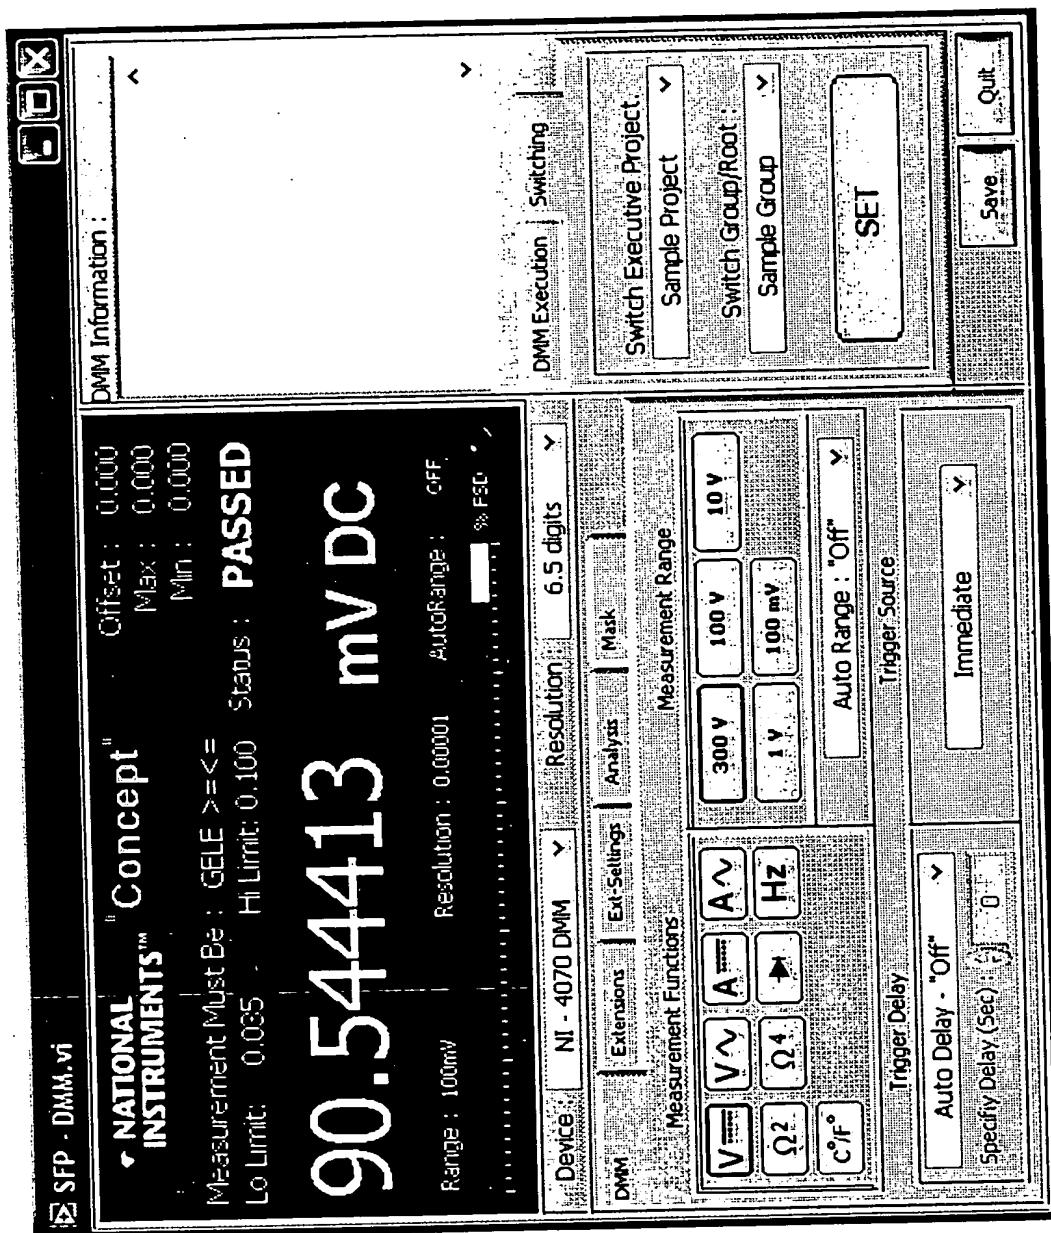 SFP - DMM.vi
NATIONAL INSTRUMENTS™ "Concept"
Offset : 0.000
Max : 0.000
Min : 0.000
Measurement Must Be : GELE >=<=
Lo Limit: 0.035 Hi Limit: 0.100 Status : PASSED
90.54413 mV DC
Range : 100mV Resolution : 0.00001 AutoRange : OFF
% FSD
DMM Information :
Device : NI - 4070 DMM Resolution : 6.5 digits
DMM Extensions Ext-Settings Analysis Mask
Measurement Functions
V V A A
Ω2 Ω4 Hz
C°/F°
Measurement Range
300 V 100 V 10 V
1 V 100 mV
Auto Range : "Off"
Trigger Delay
Auto Delay - "Off"
Specifiy Delay (Sec) : 0
Trigger Source
Immediate
DMM Execution Switching
Switch Executive Project.
Sample Project
Switch Group/Root :
Sample Group
SET
Save Quit